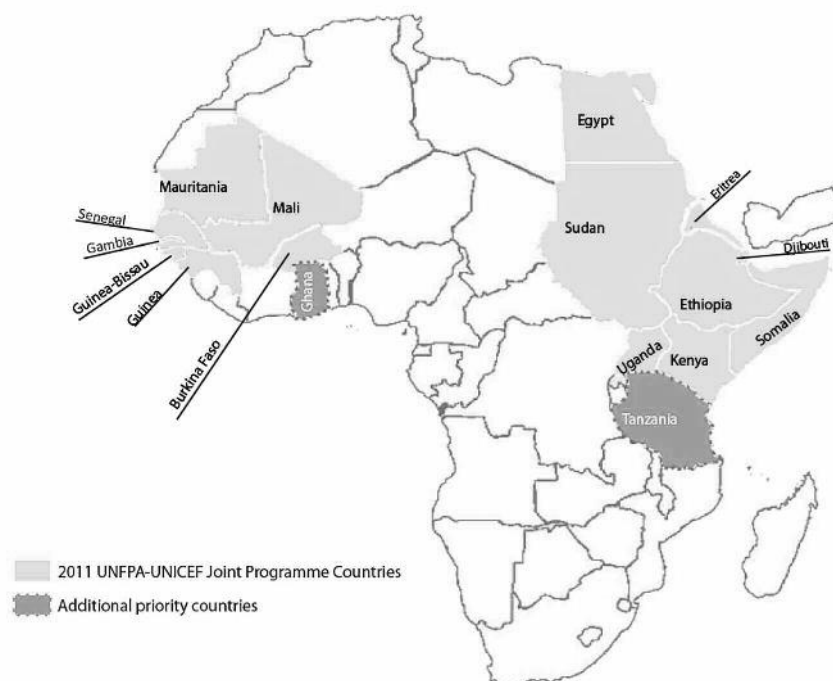 Egypt
Mauritania
Mali
Eritrea
Senegal
Sudan
Gambia
Djibouti
Guinea-Bissau
Guinea
Ghana
Ethiopia
Somalia
Burkina Faso
Uganda
Kenya
Tanzania
2011 UNFPA-UNICEF Joint Programme Countries
Additional priority countries